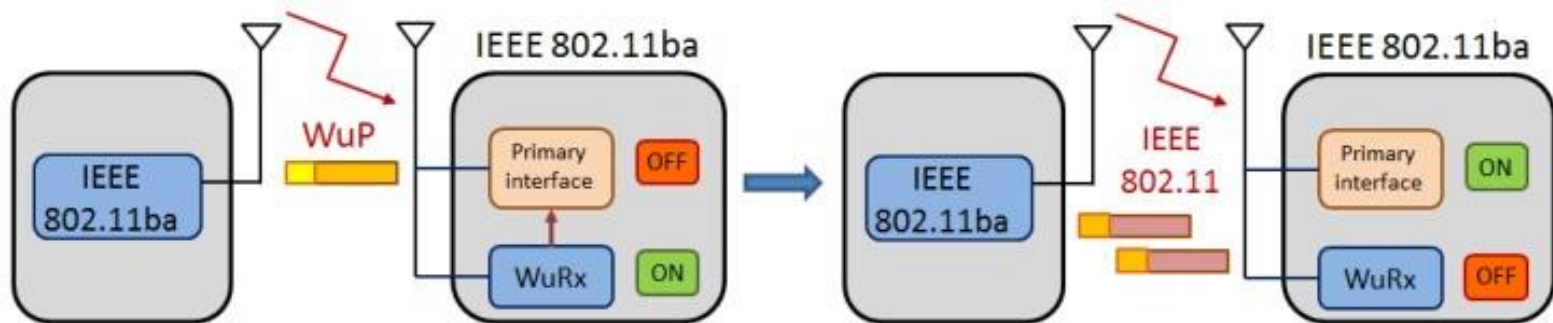 IEEE 802.11ba
WuP
IEEE
802.11ba
Primary
interface
OFF
WuRx
ON
IEEE 802.11ba
IEEE
802.11
IEEE
802.11ba
Primary
interface
ON
WuRx
OFF